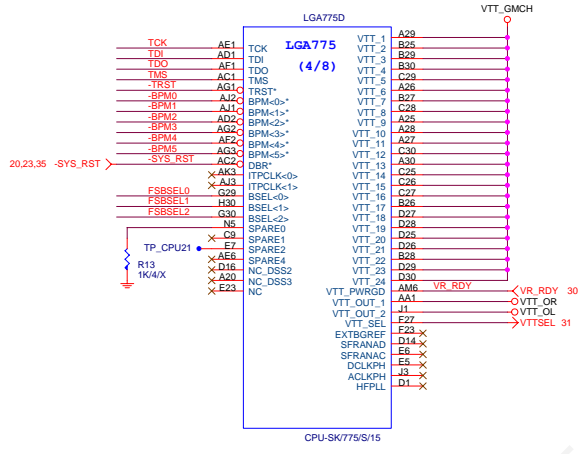 VTT_GMCH
LGA775D
LGA775
(4/8)
TCK AE1 TCK
TDI AD1 TDI
TDO AF1 TDO
TMS AC1 TMS
-TRST AG1 TRST*
-BPM0 AJ2 BPM<0>*
-BPM1 AJ1 BPM<1>*
-BPM2 AD2 BPM<2>*
-BPM3 AG2 BPM<3>*
-BPM4 AF2 BPM<4>*
-BPM5 AG3 BPM<5>*
20,23,35 -SYS_RST -SYS_RST AC2 DBR*
AK3 ITPCLK<0>
AJ3 ITPCLK<1>
FSBSEL0 G29 BSEL<0>
FSBSEL1 H30 BSEL<1>
FSBSEL2 G30 BSEL<2>
N5 SPARE0
C9 SPARE1
TP_CPU21 E7 SPARE2
AE6 SPARE4
D16 NC_DSS2
A20 NC_DSS3
E23 NC
R13
1K/4/X
VTT_1 A29
VTT_2 B25
VTT_3 B29
VTT_4 B30
VTT_5 C29
VTT_6 A26
VTT_7 B27
VTT_8 C28
VTT_9 A25
VTT_10 A28
VTT_11 A27
VTT_12 C30
VTT_13 A30
VTT_14 C25
VTT_15 C26
VTT_16 C27
VTT_17 B26
VTT_18 D27
VTT_19 D28
VTT_20 D25
VTT_21 D26
VTT_22 B28
VTT_23 D29
VTT_24 D30
VTT_PWRGD AM6 VR_RDY VR_RDY 30
VTT_OUT_1 AA1 VTT_OR
VTT_OUT_2 J1 VTT_OL
VTT_SEL F27 VTTSEL 31
EXTBGREF F23
SFRANAD D14
SFRANAC E6
DCLKPH E5
ACLKPH J3
HFPLL D1
CPU-SK/775/S/15